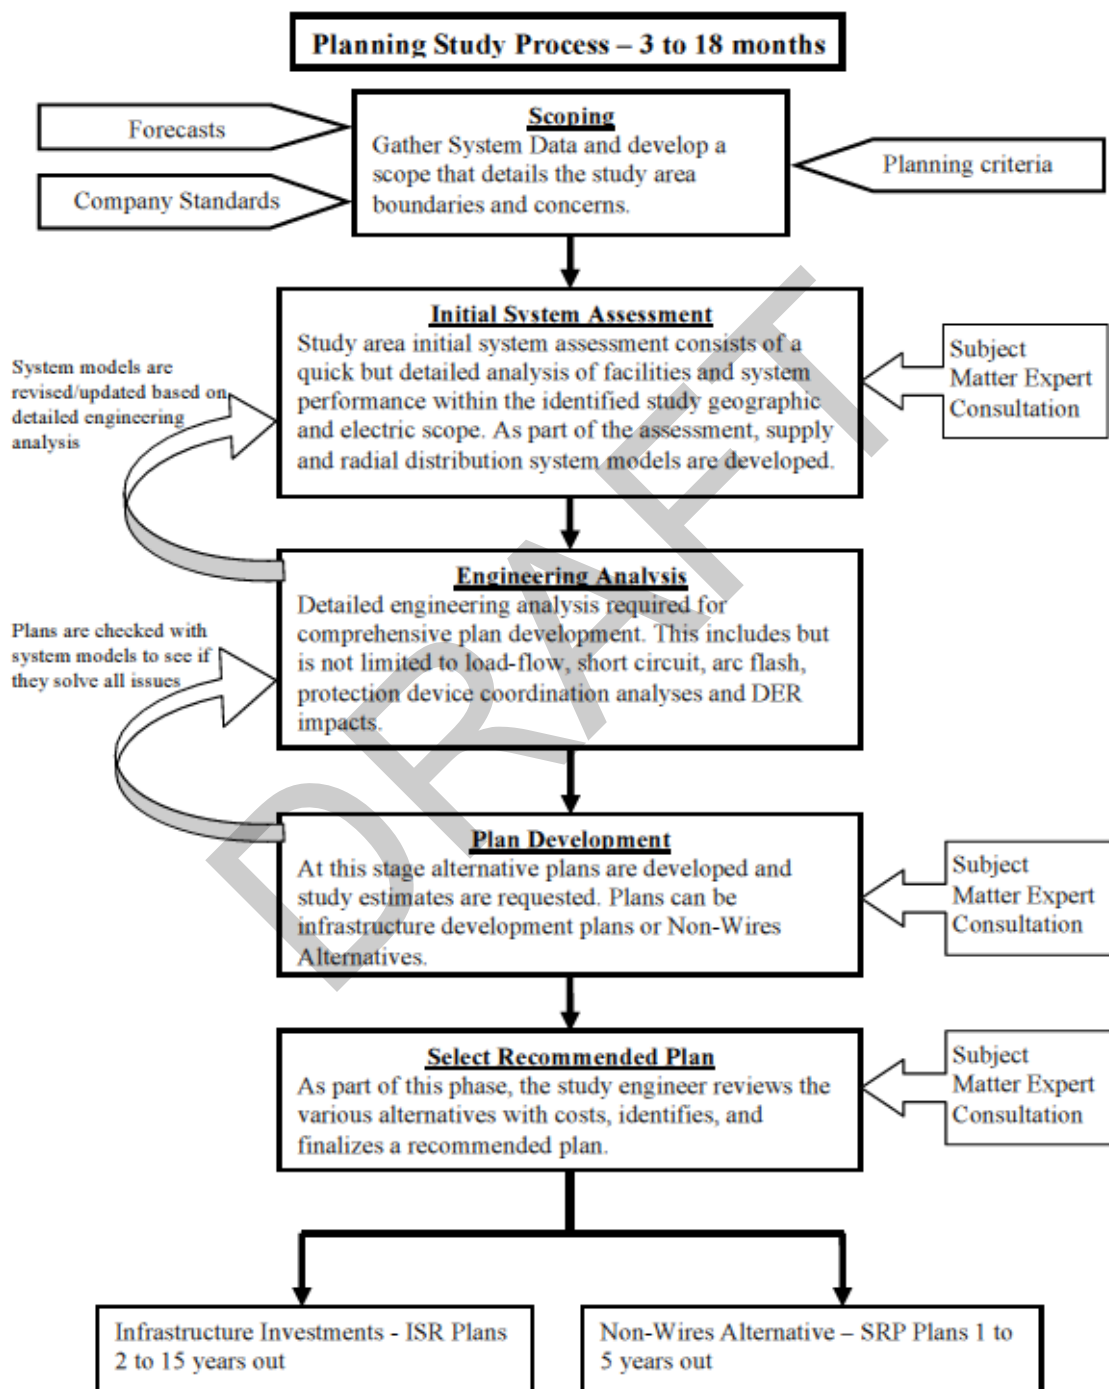 Planning Study Process – 3 to 18 months
Scoping
Gather System Data and develop a
scope that details the study area
boundaries and concerns.
Forecasts
Company Standards
Planning criteria
Initial System Assessment
Study area initial system assessment consists of a
quick but detailed analysis of facilities and system
performance within the identified study geographic
and electric scope. As part of the assessment, supply
and radial distribution system models are developed.
Subject
Matter Expert
Consultation
System models are
revised/updated based on
detailed engineering
analysis
Engineering Analysis
Detailed engineering analysis required for
comprehensive plan development. This includes but
is not limited to load-flow, short circuit, arc flash,
protection device coordination analyses and DER
impacts.
Plans are checked with
system models to see if
they solve all issues
Plan Development
At this stage alternative plans are developed and
study estimates are requested. Plans can be
infrastructure development plans or Non-Wires
Alternatives.
Subject
Matter Expert
Consultation
Select Recommended Plan
As part of this phase, the study engineer reviews the
various alternatives with costs, identifies, and
finalizes a recommended plan.
Subject
Matter Expert
Consultation
Infrastructure Investments - ISR Plans
2 to 15 years out
Non-Wires Alternative – SRP Plans 1 to
5 years out
DRAFT